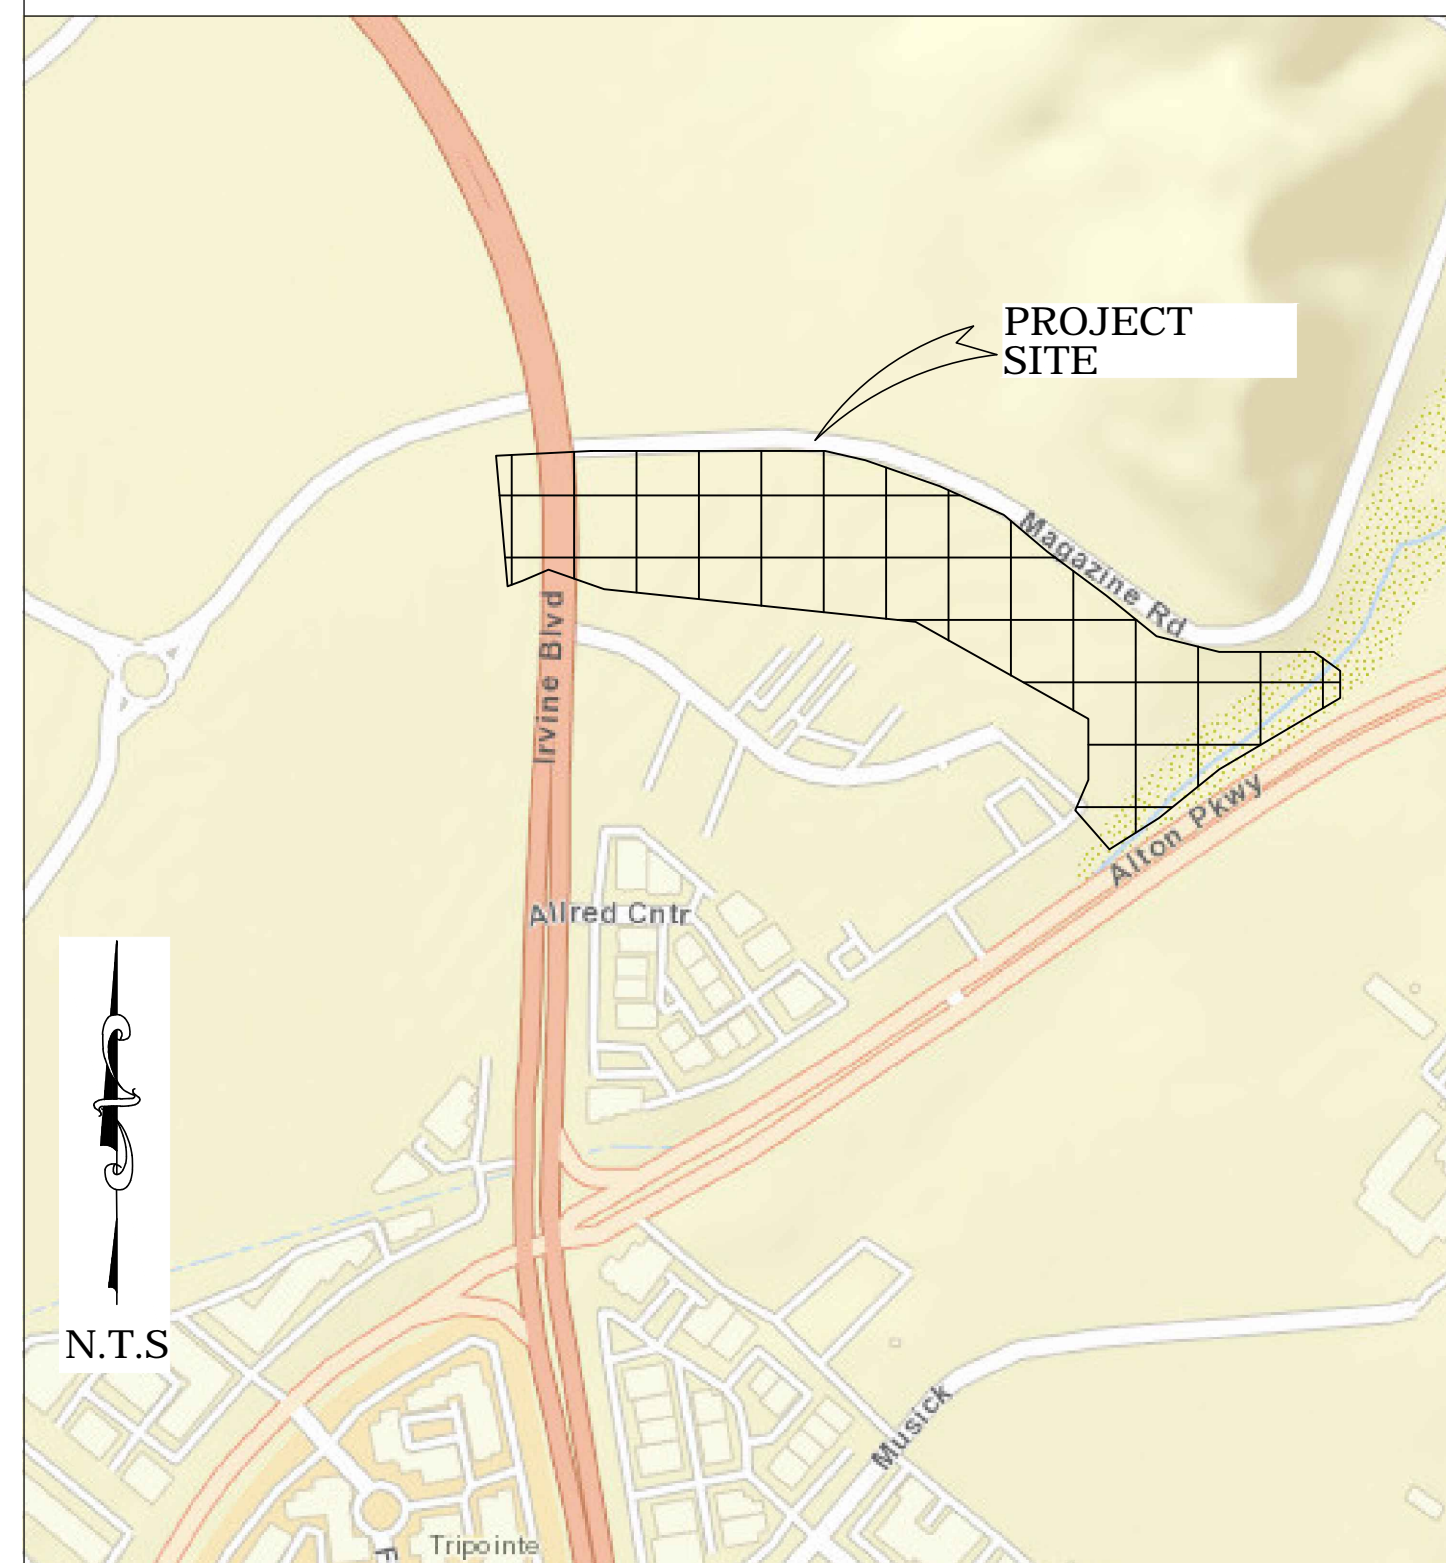 PROJECT
SITE
Magazine Rd
Irvine Blvd
Alton Pkwy
Allred Cntr
N.T.S
Musick
Tripointe
F